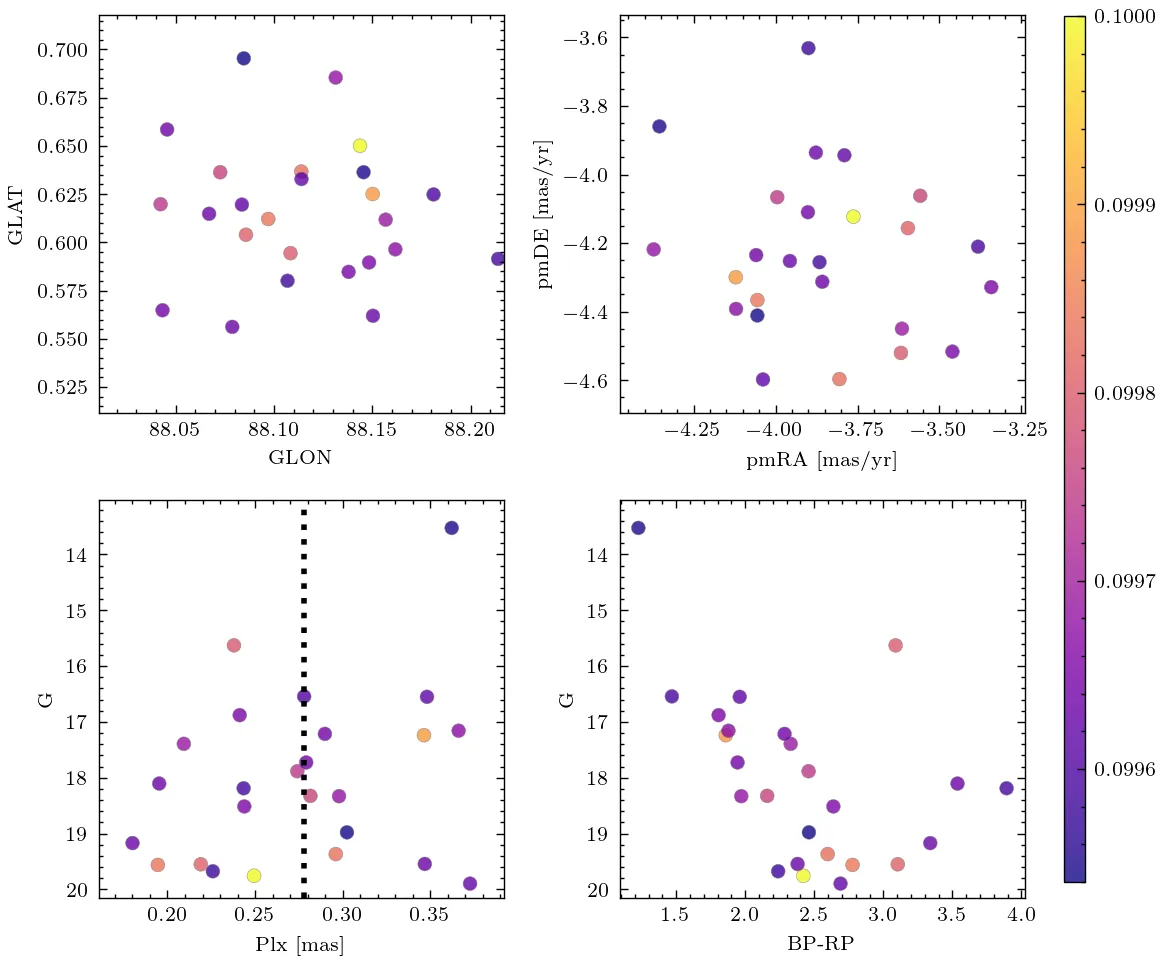 0.700
0.675
0.650
0.625
0.600
0.575
0.550
0.525
GLAT
88.05 88.10 88.15 88.20
GLON
−3.6
−3.8
−4.0
−4.2
−4.4
−4.6
pmDE [mas/yr]
−4.25 −4.00 −3.75 −3.50 −3.25
pmRA [mas/yr]
14
15
16
17
18
19
20
G
0.20 0.25 0.30 0.35
Plx [mas]
14
15
16
17
18
19
20
G
1.5 2.0 2.5 3.0 3.5 4.0
BP-RP
0.1000
0.0999
0.0998
0.0997
0.0996